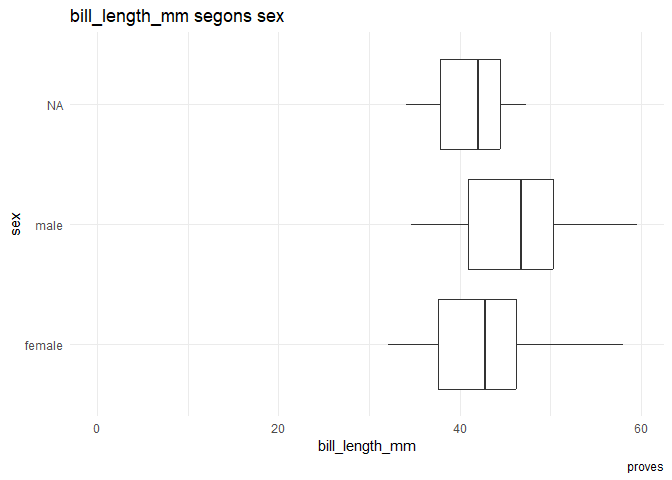 bill_length_mm segons sex
NA
male
female
sex
0 20 40 60
bill_length_mm
proves